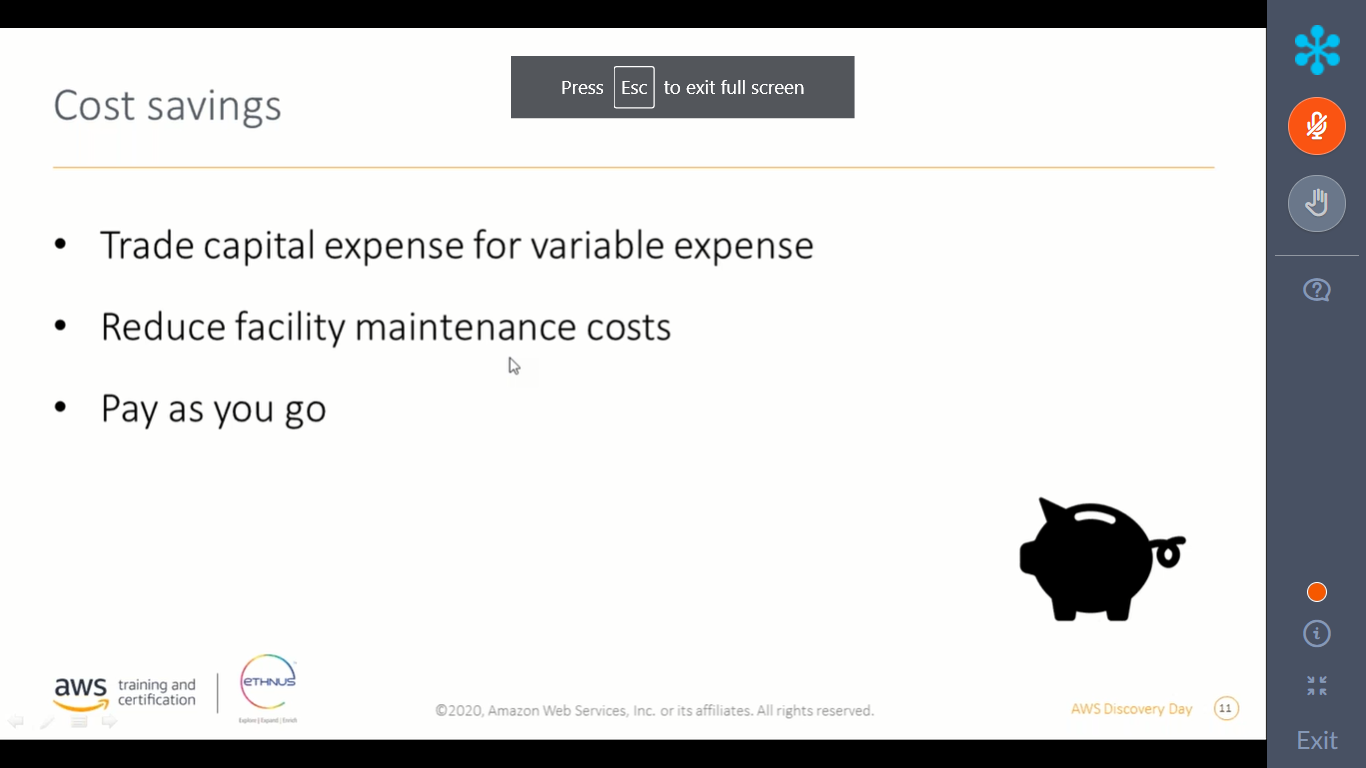 Press Esc to exit full screen
Cost savings
• Trade capital expense for variable expense
• Reduce facility maintenance costs
• Pay as you go
aws training and
certification
ETHNUS
Explore | Expand | Enrich
©2020, Amazon Web Services, Inc. or its affiliates. All rights reserved.
AWS Discovery Day
11
Exit